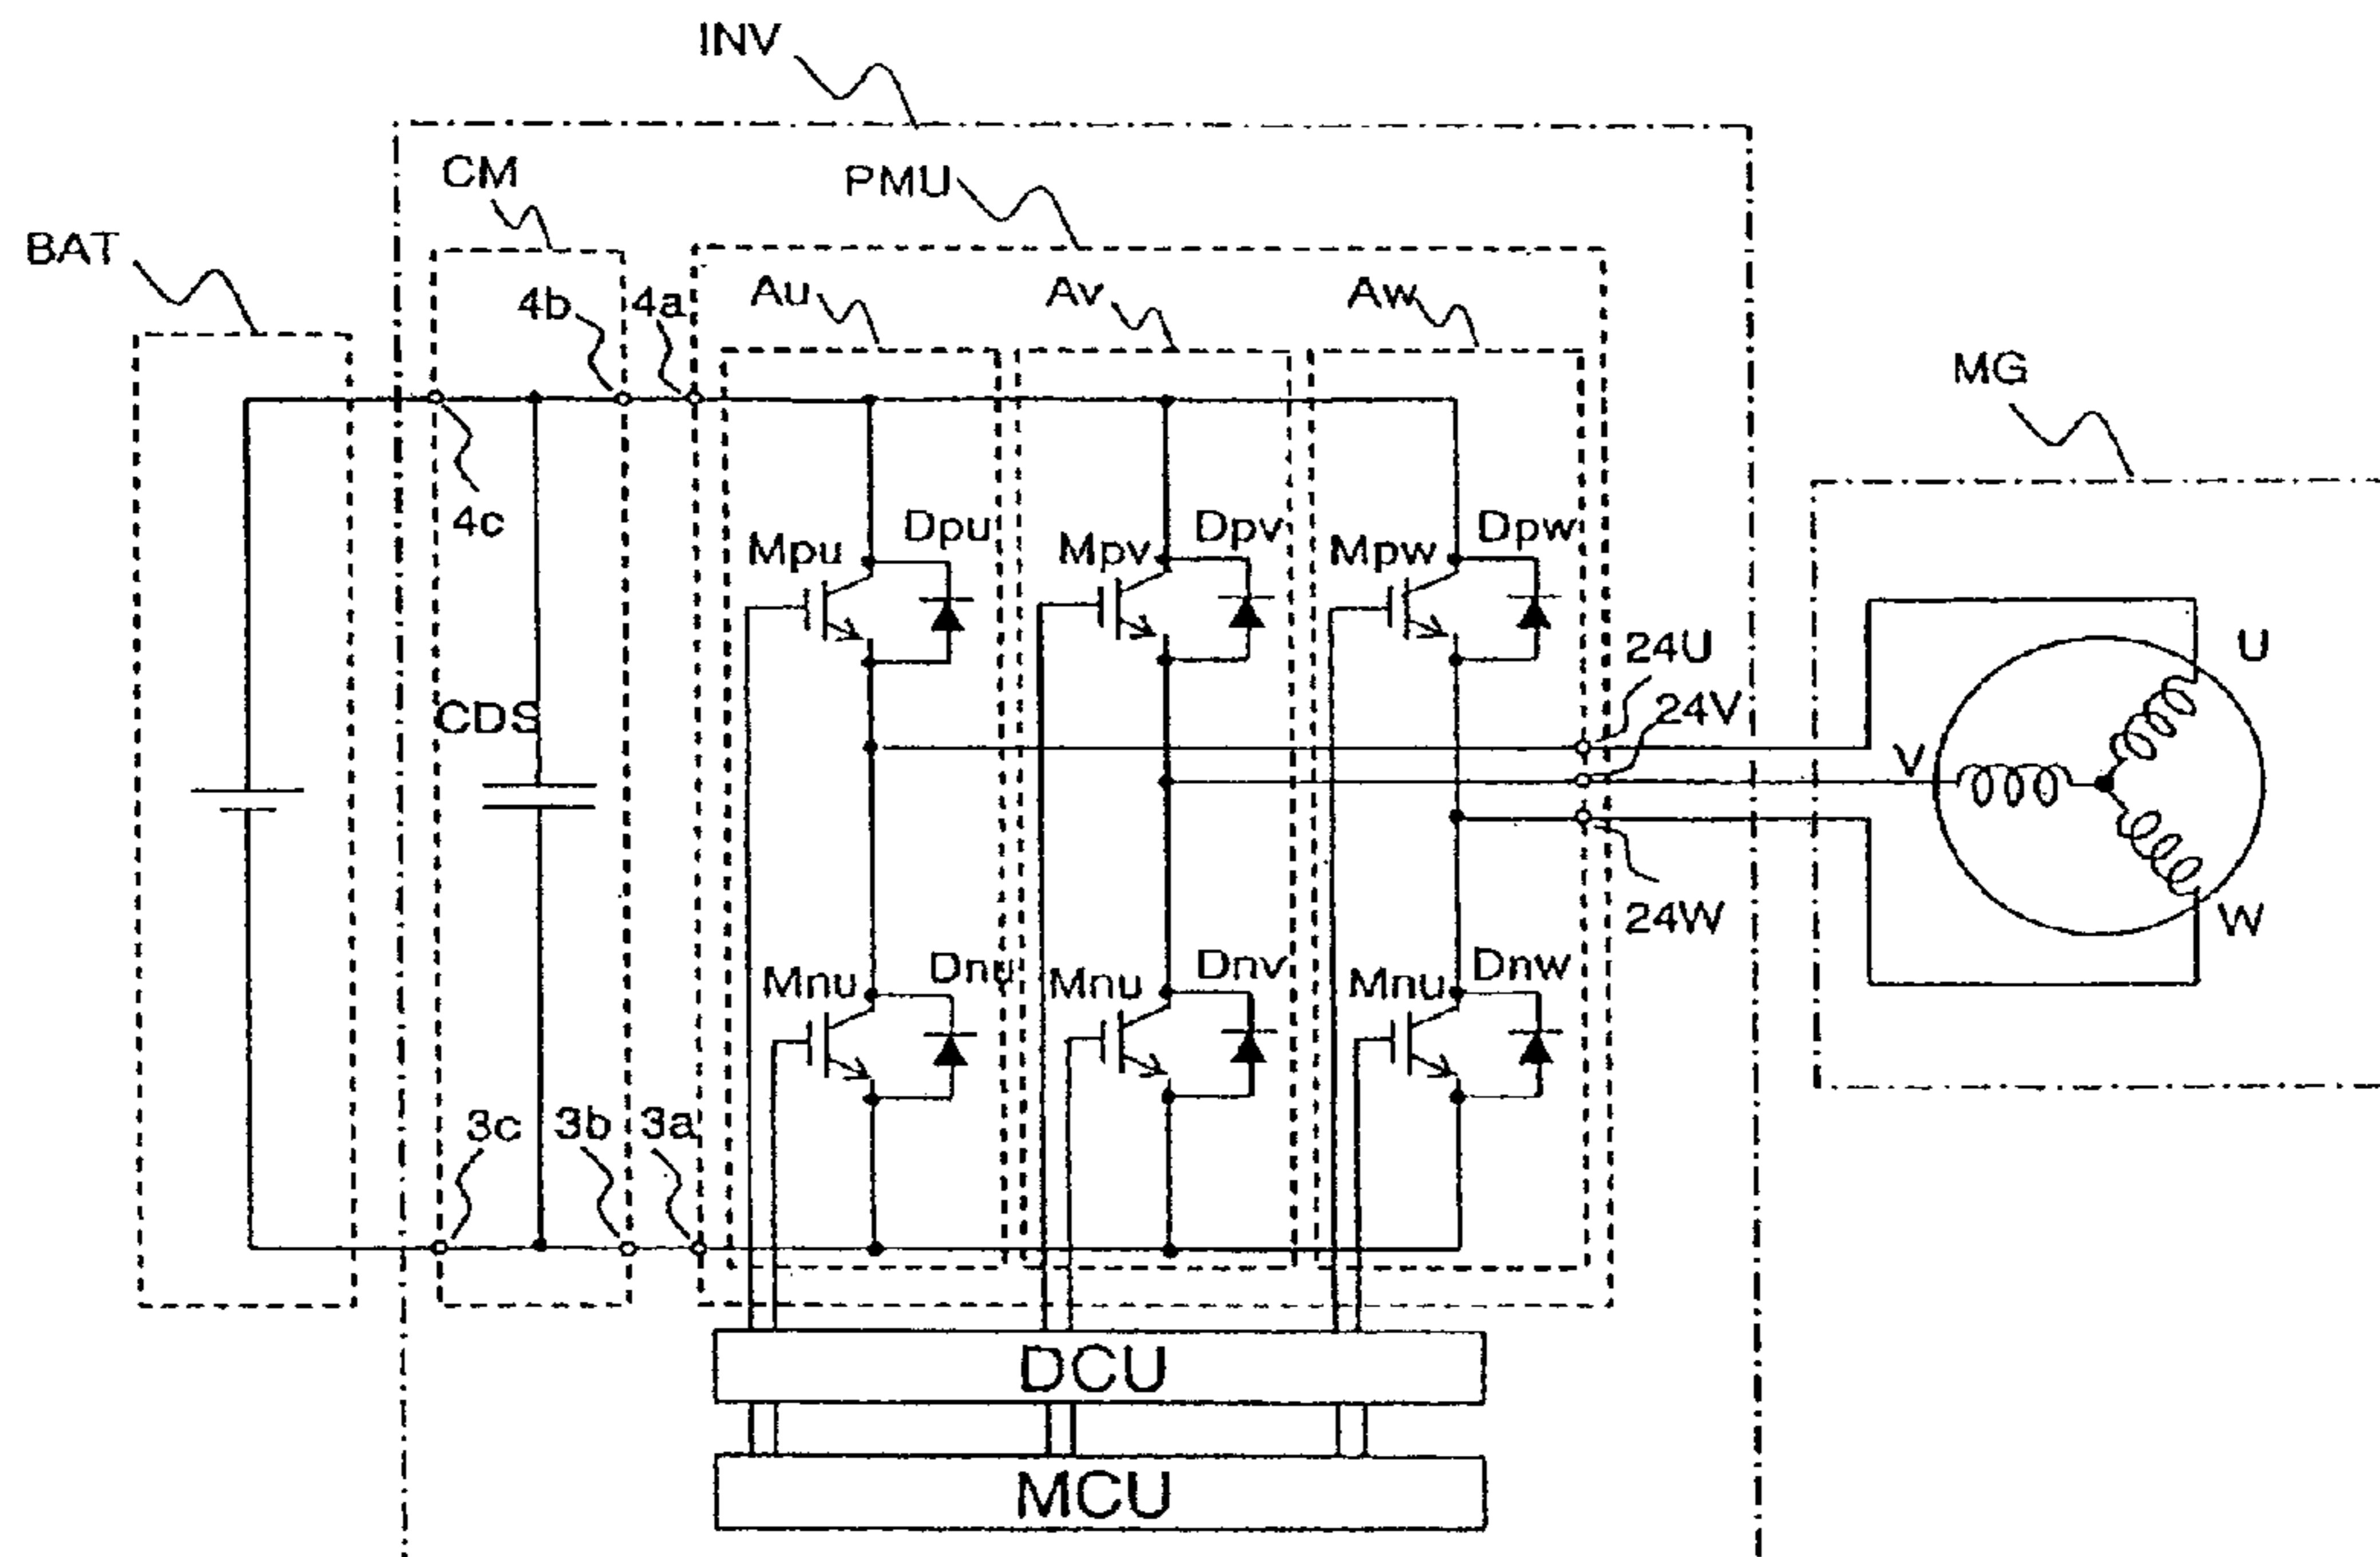 INV
CM
PMU
BAT
4b
4a
Au
Av
Aw
MG
4c
Mpu
Dpu
Mpv
Dpv
Mpw
Dpw
24U
U
24V
CDS
V
24W
W
Mnu
Dnu
Mnu
Dnv
Mnu
Dnw
3c
3b
3a
DCU
MCU